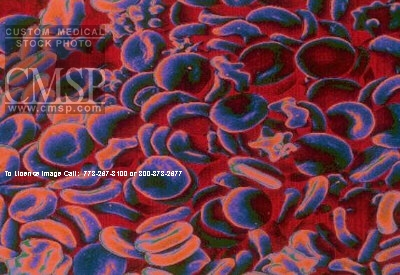 CUSTOM MEDICAL
STOCK PHOTO
CMSP
www.cmsp.com
To License Image Call: 773-267-3100 or 800-373-2677